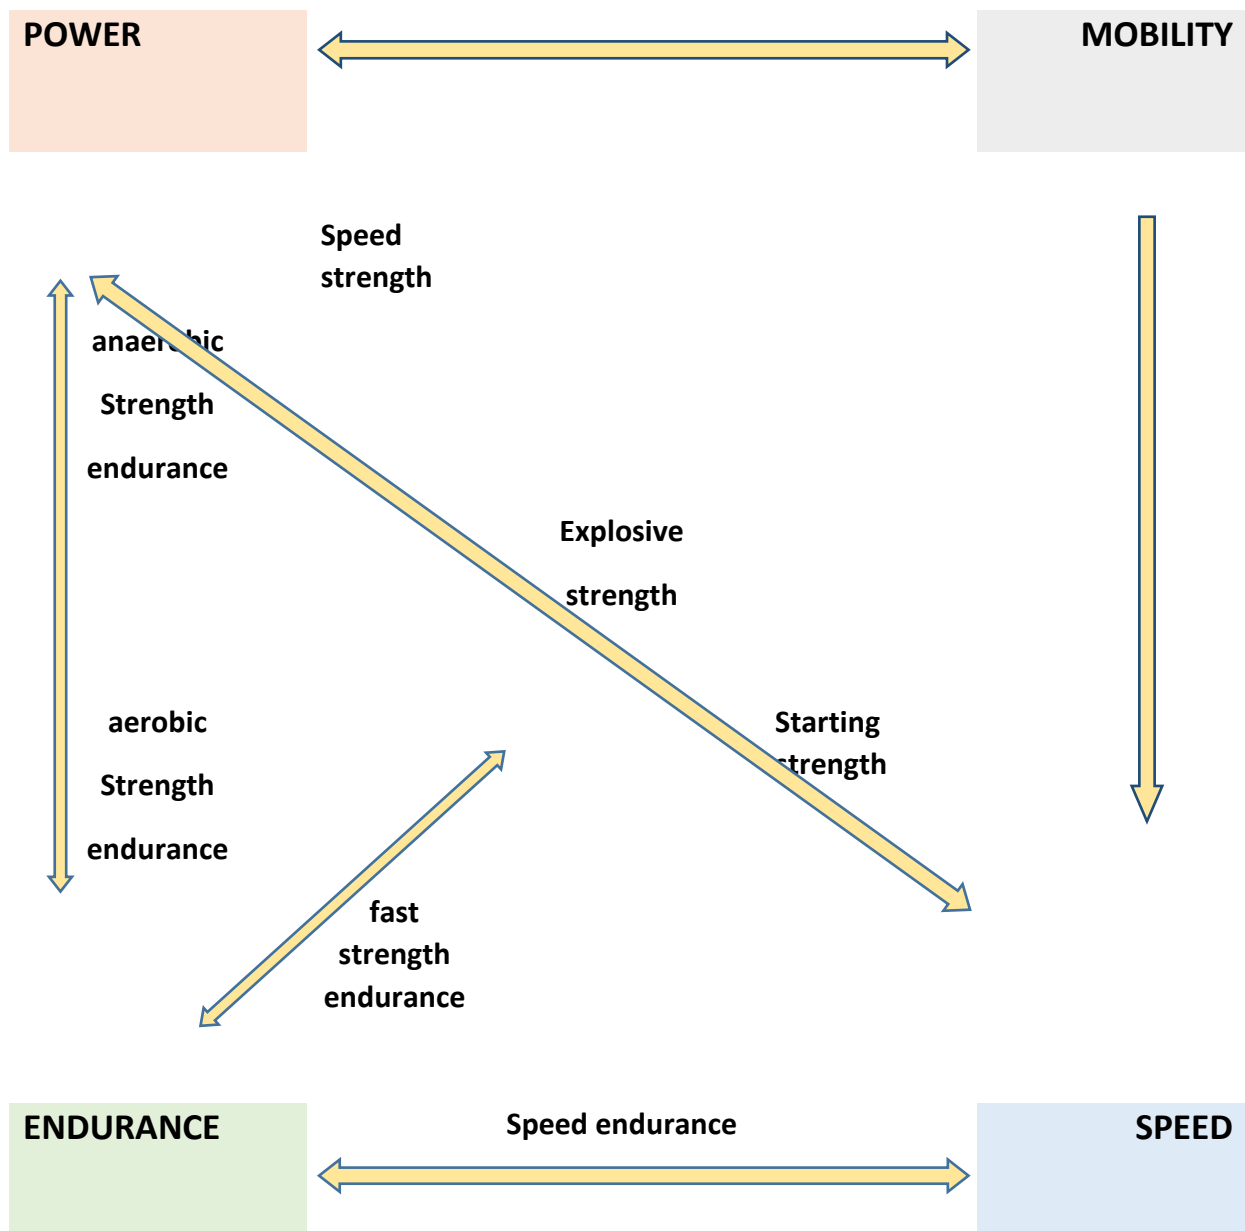 POWER
MOBILITY
Speed
strength
anaerobic
Strength
endurance
Explosive
strength
aerobic
Strength
endurance
Starting
strength
fast
strength
endurance
ENDURANCE
Speed endurance
SPEED